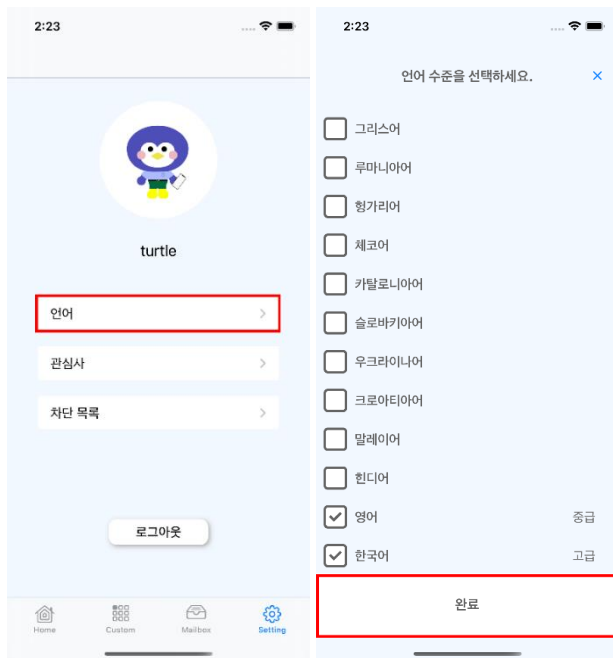 2:23
turtle
언어
관심사
차단 목록
로그아웃
Home
Custom
Mailbox
Setting
2:23
언어 수준을 선택하세요.
그리스어
루마니아어
헝가리어
체코어
카탈로니아어
슬로바키아어
우크라이나어
크로아티아어
말레이어
힌디어
영어 중급
한국어 고급
완료